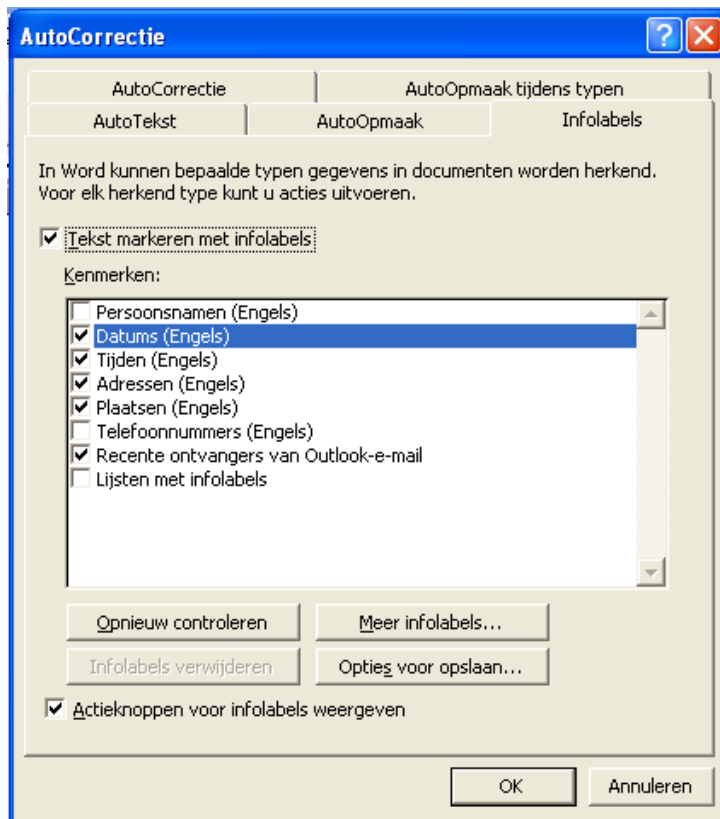 AutoCorrectie
AutoCorrectie AutoOpmaak tijdens typen
AutoTekst AutoOpmaak Infolabels
In Word kunnen bepaalde typen gegevens in documenten worden herkend.
Voor elk herkend type kunt u acties uitvoeren.
Tekst markeren met infolabels
Kenmerken:
Persoonsnamen (Engels)
Datums (Engels)
Tijden (Engels)
Adressen (Engels)
Plaatsen (Engels)
Telefoonnummers (Engels)
Recente ontvangers van Outlook-e-mail
Lijsten met infolabels
Opnieuw controleren Meer infolabels...
Infolabels verwijderen Opties voor opslaan...
Actieknoppen voor infolabels weergeven
OK Annuleren